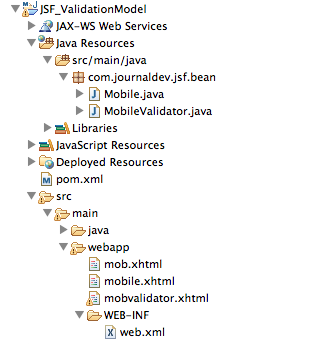 JSF_ValidationModel
JAX-WS Web Services
Java Resources
src/main/java
com.journaldev.jsf.bean
Mobile.java
MobileValidator.java
Libraries
JavaScript Resources
Deployed Resources
pom.xml
src
main
java
webapp
mob.xhtml
mobile.xhtml
mobvalidator.xhtml
WEB-INF
web.xml